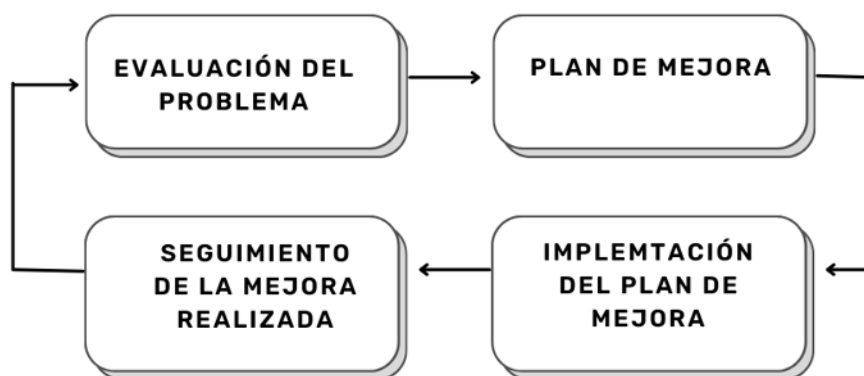 EVALUACIÓN DEL
PROBLEMA
PLAN DE MEJORA
IMPLEMTACIÓN
DEL PLAN DE
MEJORA
SEGUIMIENTO
DE LA MEJORA
REALIZADA